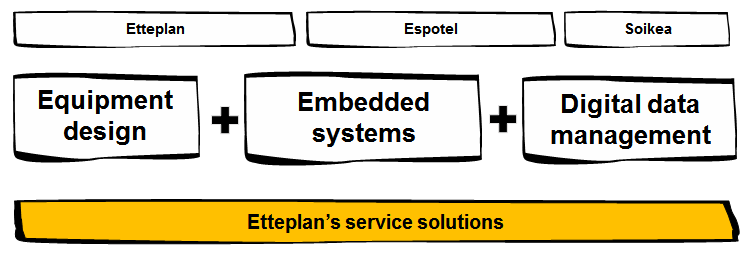 Etteplan
Espotel
Soikea
Equipment
design
+
Embedded
systems
+
Digital data
management
Etteplan’s service solutions